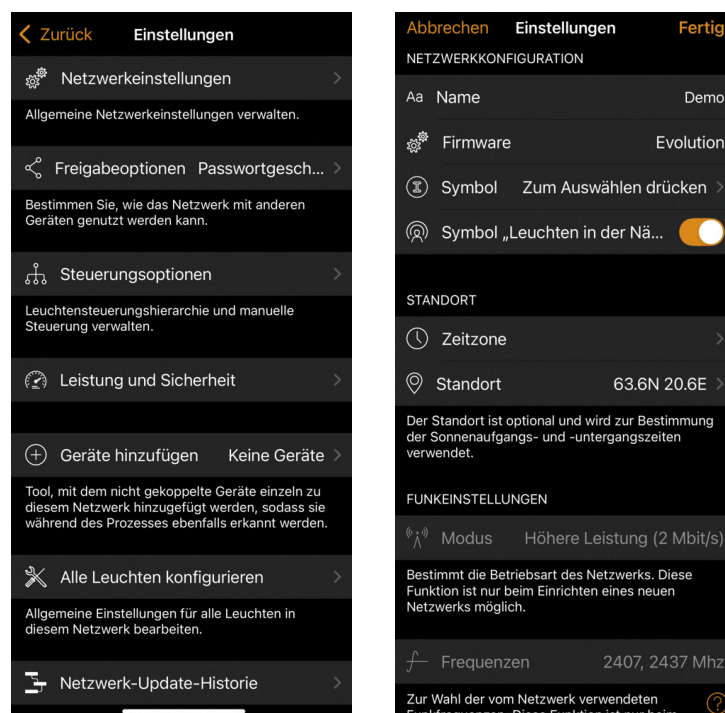 Zurück Einstellungen
Netzwerkeinstellungen
Allgemeine Netzwerkeinstellungen verwalten.
Freigabeoptionen Passwortgesch...
Bestimmen Sie, wie das Netzwerk mit anderen
Geräten genutzt werden kann.
Steuerungsoptionen
Leuchtensteuerungshierarchie und manuelle
Steuerung verwalten.
Leistung und Sicherheit
Geräte hinzufügen Keine Geräte
Tool, mit dem nicht gekoppelte Geräte einzeln zu
diesem Netzwerk hinzugefügt werden, sodass sie
während des Prozesses ebenfalls erkannt werden.
Alle Leuchten konfigurieren
Allgemeine Einstellungen für alle Leuchten in
diesem Netzwerk bearbeiten.
Netzwerk-Update-Historie
Abbrechen Einstellungen Fertig
NETZWERKKONFIGURATION
Aa Name Demo
Firmware Evolution
Symbol Zum Auswählen drücken
Symbol „Leuchten in der Nä...
STANDORT
Zeitzone
Standort 63.6N 20.6E
Der Standort ist optional und wird zur Bestimmung
der Sonnenaufgangs- und -untergangszeiten
verwendet.
FUNKEINSTELLUNGEN
Modus Höhere Leistung (2 Mbit/s)
Bestimmt die Betriebsart des Netzwerks. Diese
Funktion ist nur beim Einrichten eines neuen
Netzwerks möglich.
Frequenzen 2407, 2437 Mhz
Zur Wahl der vom Netzwerk verwendeten
Funkfrequenzen. Diese Funktion ist nur beim